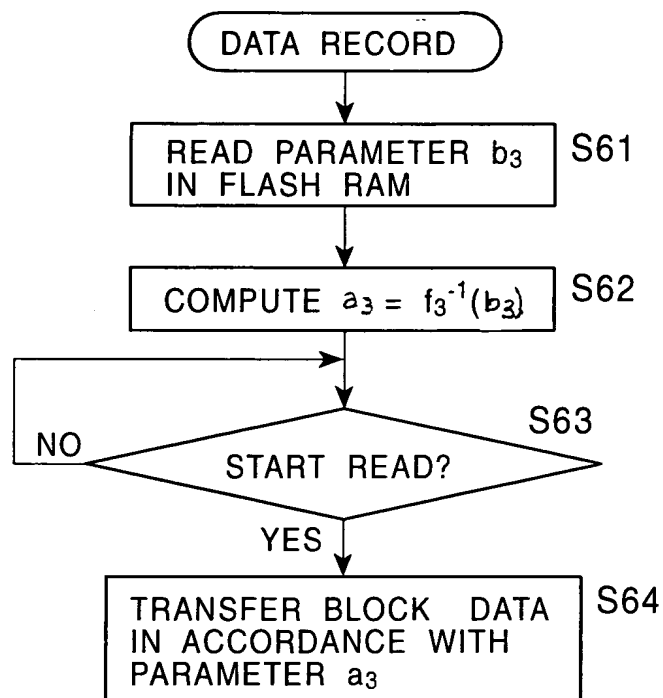 DATA RECORD
READ PARAMETER b₃ S61
IN FLASH RAM
COMPUTE a₃ = f₃⁻¹(b₃) S62
S63
NO
START READ?
YES
TRANSFER BLOCK DATA S64
IN ACCORDANCE WITH
PARAMETER a₃